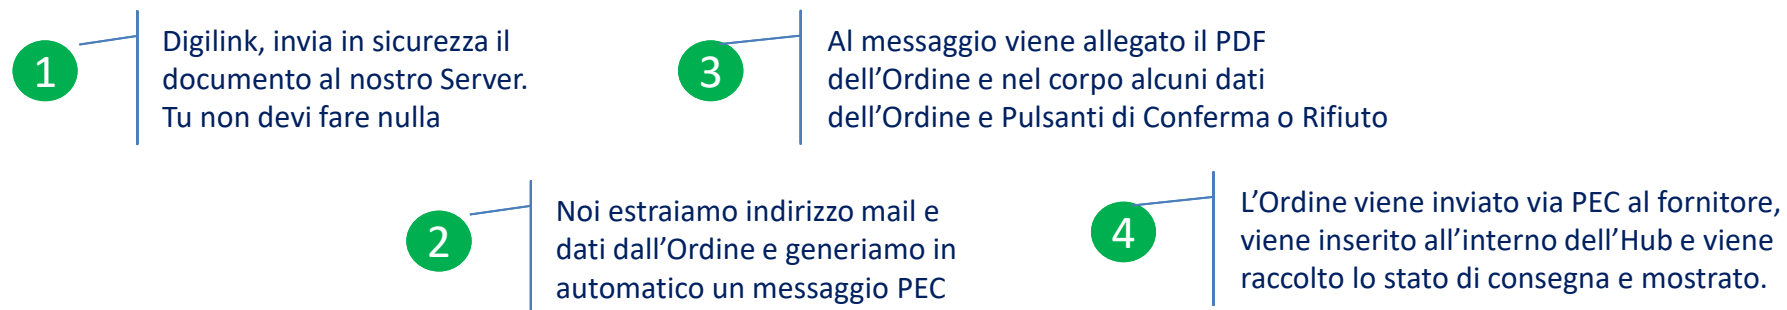 1
Digilink, invia in sicurezza il
documento al nostro Server.
Tu non devi fare nulla
2
Noi estraiamo indirizzo mail e
dati dall’Ordine e generiamo in
automatico un messaggio PEC
3
Al messaggio viene allegato il PDF
dell’Ordine e nel corpo alcuni dati
dell’Ordine e Pulsanti di Conferma o Rifiuto
4
L’Ordine viene inviato via PEC al fornitore,
viene inserito all’interno dell’Hub e viene
raccolto lo stato di consegna e mostrato.